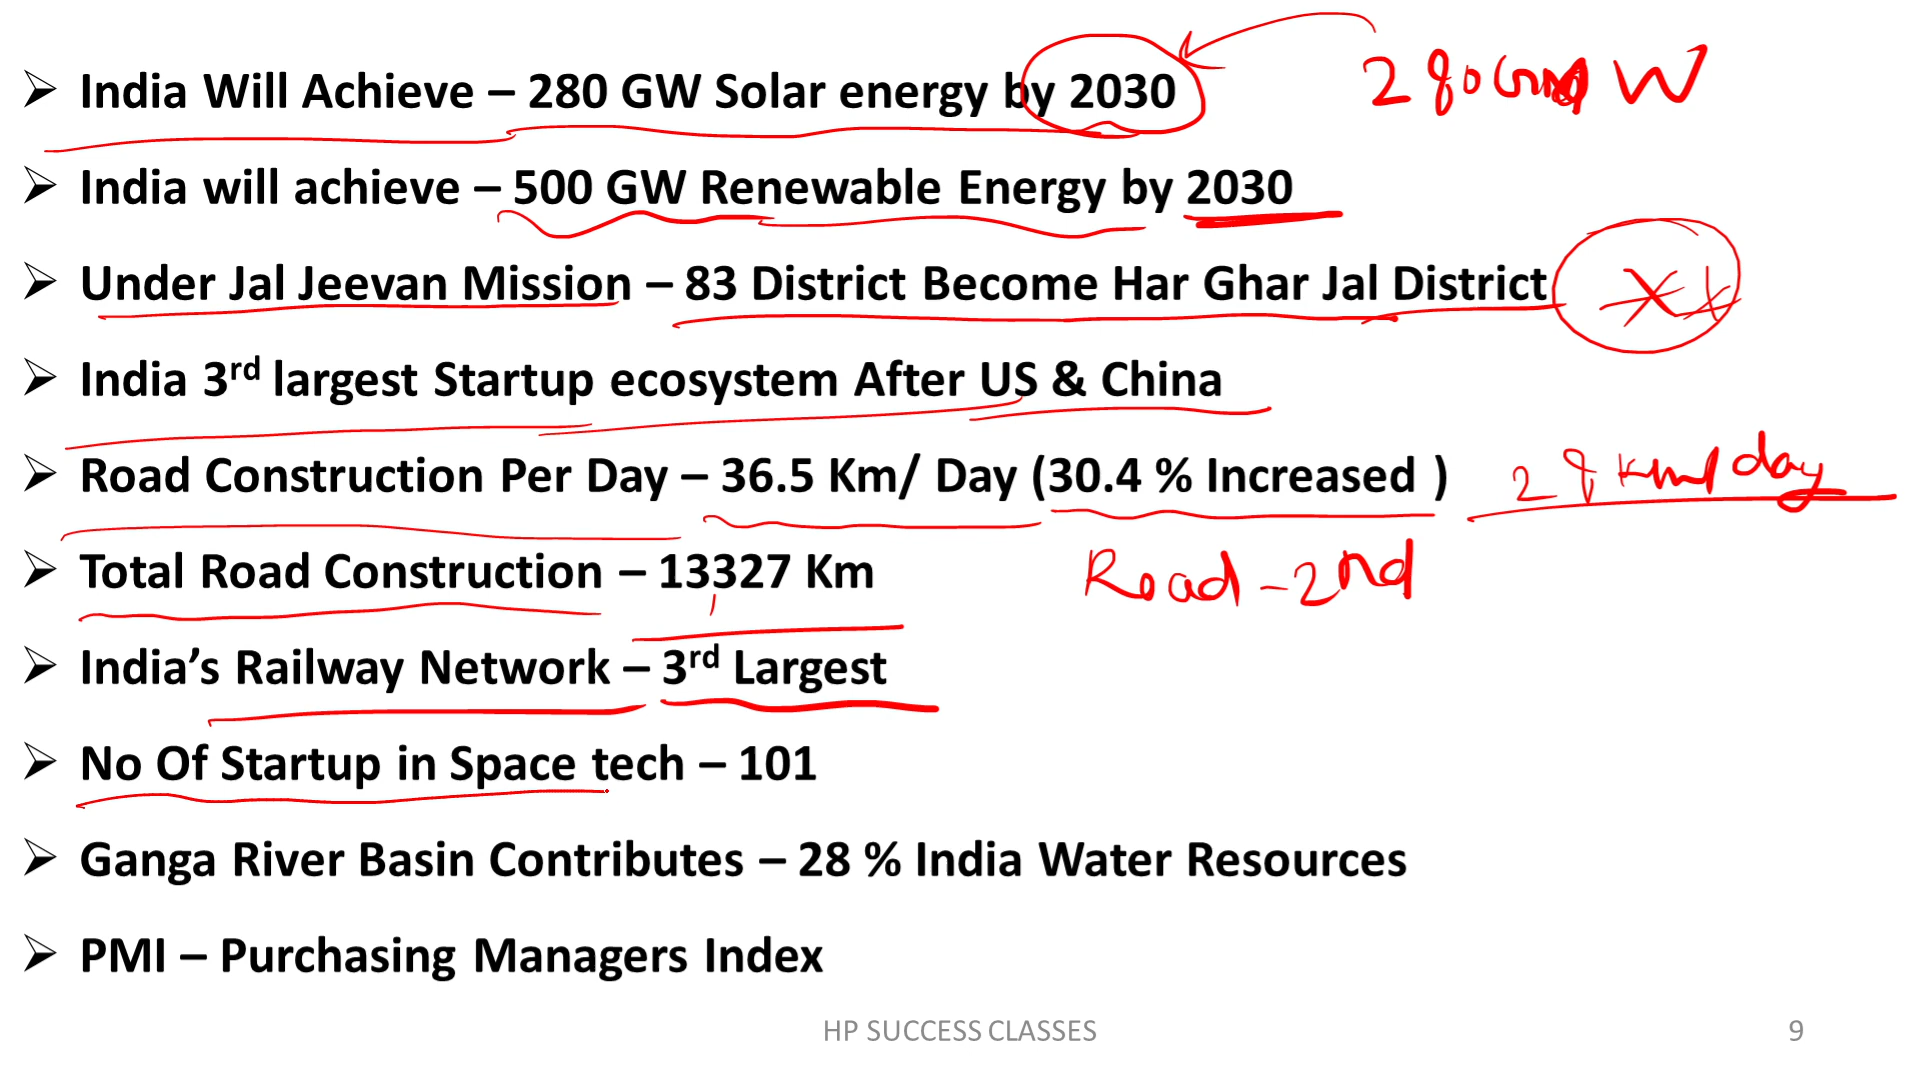 ➢ India Will Achieve – 280 GW Solar energy by 2030
280 W
➢ India will achieve – 500 GW Renewable Energy by 2030
➢ Under Jal Jeevan Mission – 83 District Become Har Ghar Jal District
➢ India 3rd largest Startup ecosystem After US & China
➢ Road Construction Per Day – 36.5 Km/ Day (30.4 % Increased )
28 Km/day
➢ Total Road Construction – 13327 Km
Road - 2nd
➢ India’s Railway Network – 3rd Largest
➢ No Of Startup in Space tech – 101
➢ Ganga River Basin Contributes – 28 % India Water Resources
➢ PMI – Purchasing Managers Index
HP SUCCESS CLASSES
9